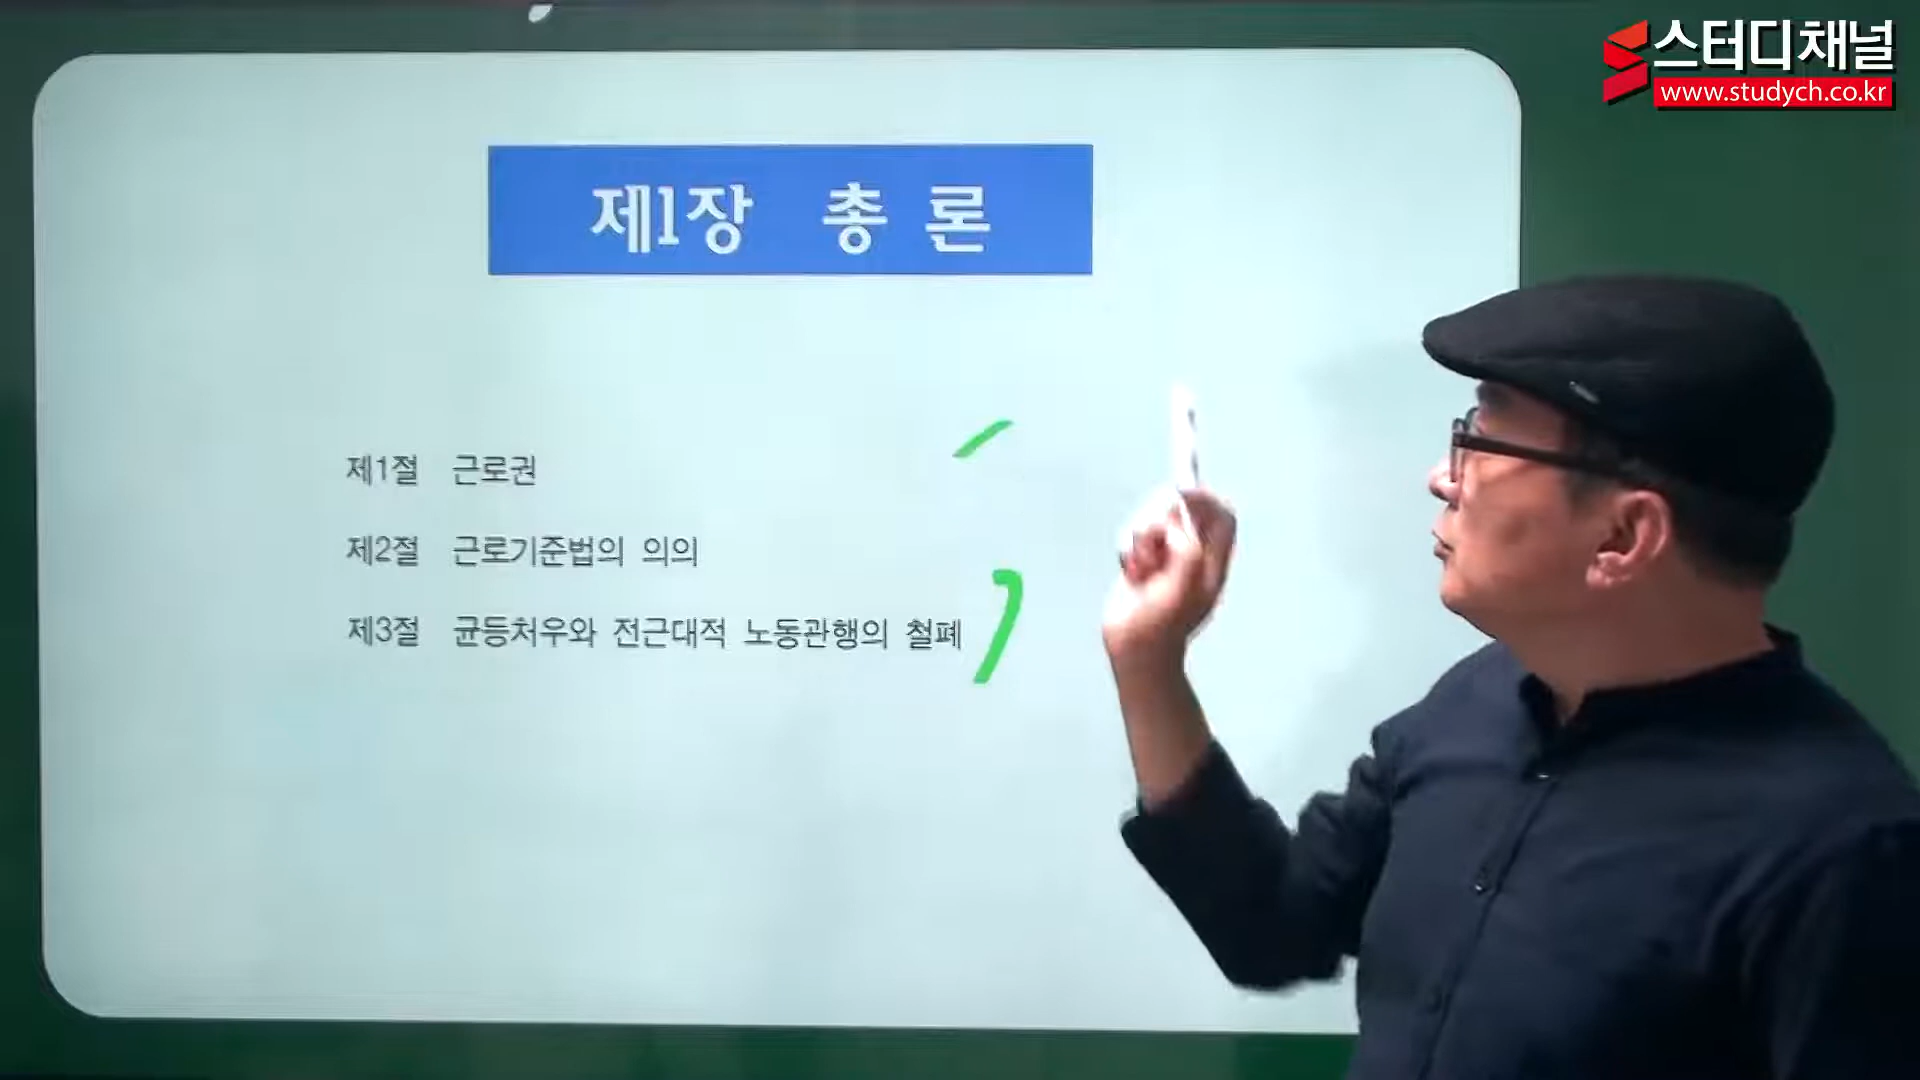 스터디채널
www.studych.co.kr
제1장 총 론
제1절 근로권
제2절 근로기준법의 의의
제3절 균등처우와 전근대적 노동관행의 철폐